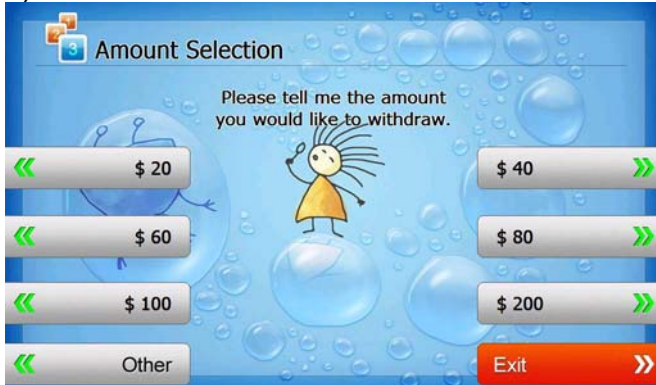 Amount Selection
Please tell me the amount
you would like to withdraw.
$ 20
$ 40
$ 60
$ 80
$ 100
$ 200
Other
Exit